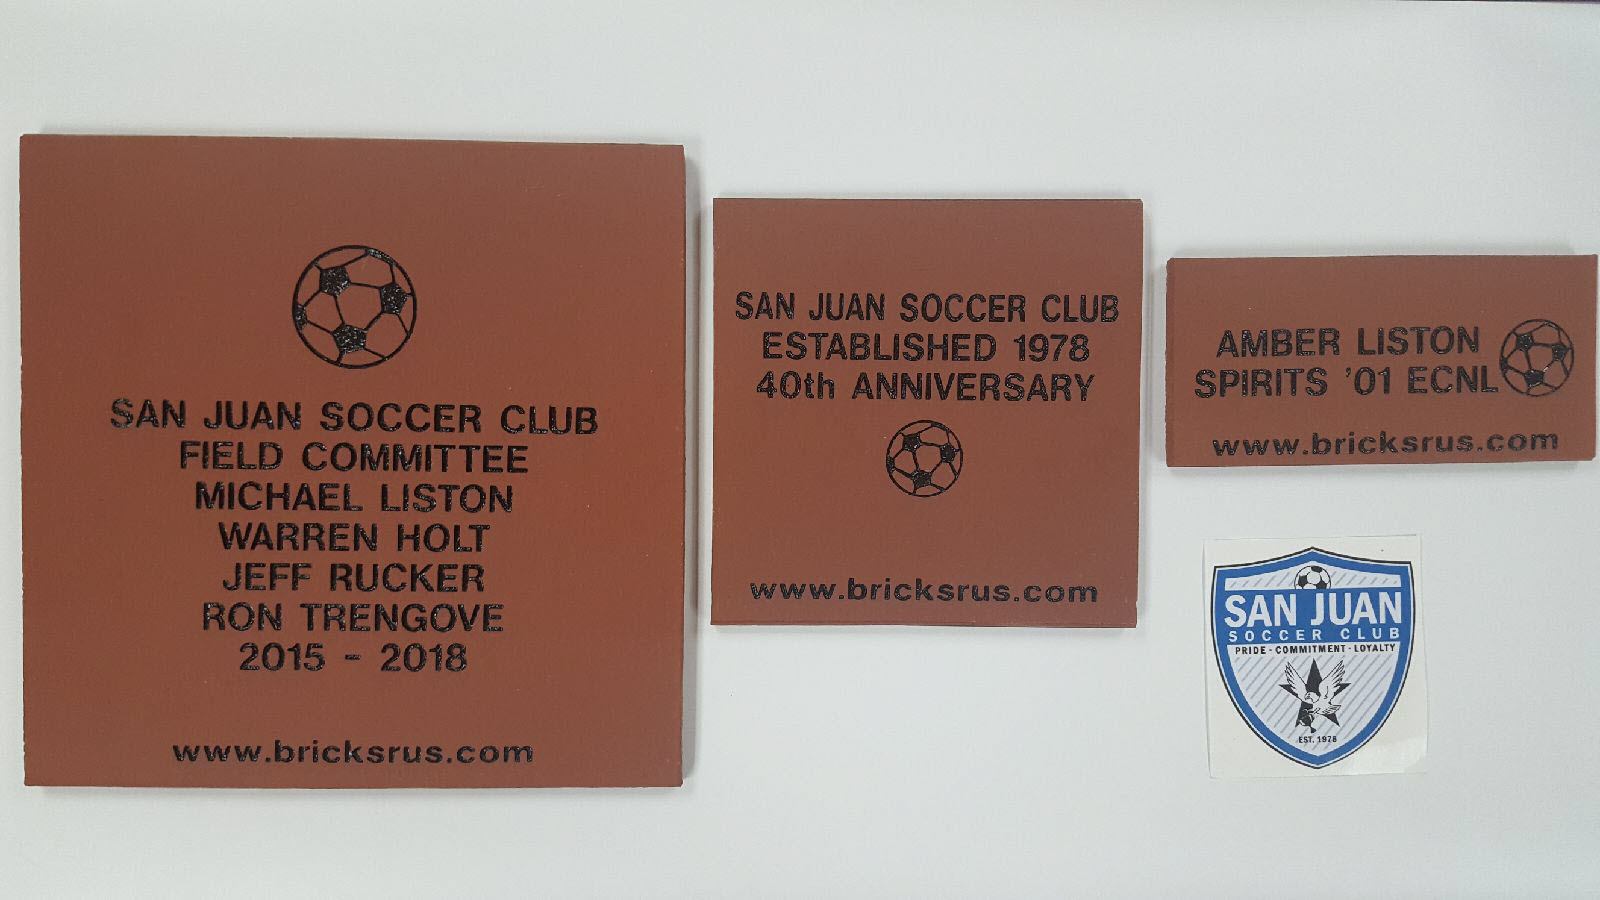 SAN JUAN SOCCER CLUB
FIELD COMMITTEE
MICHAEL LISTON
WARREN HOLT
JEFF RUCKER
RON TRENGOVE
2015 - 2018
www.bricksrus.com
SAN JUAN SOCCER CLUB
ESTABLISHED 1978
40th ANNIVERSARY
www.bricksrus.com
AMBER LISTON
SPIRITS '01 ECNL
www.bricksrus.com
SAN JUAN
SOCCER CLUB
PRIDE - COMMITMENT - LOYALTY
EST. 1978